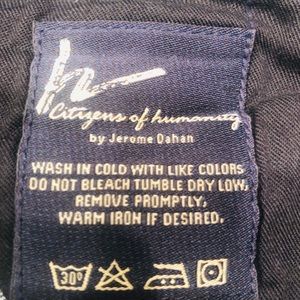 Citizens of humanity
by Jerome Dahan
WASH IN COLD WITH LIKE COLORS
DO NOT BLEACH TUMBLE DRY LOW,
REMOVE PROMPTLY,
WARM IRON IF DESIRED.
30°